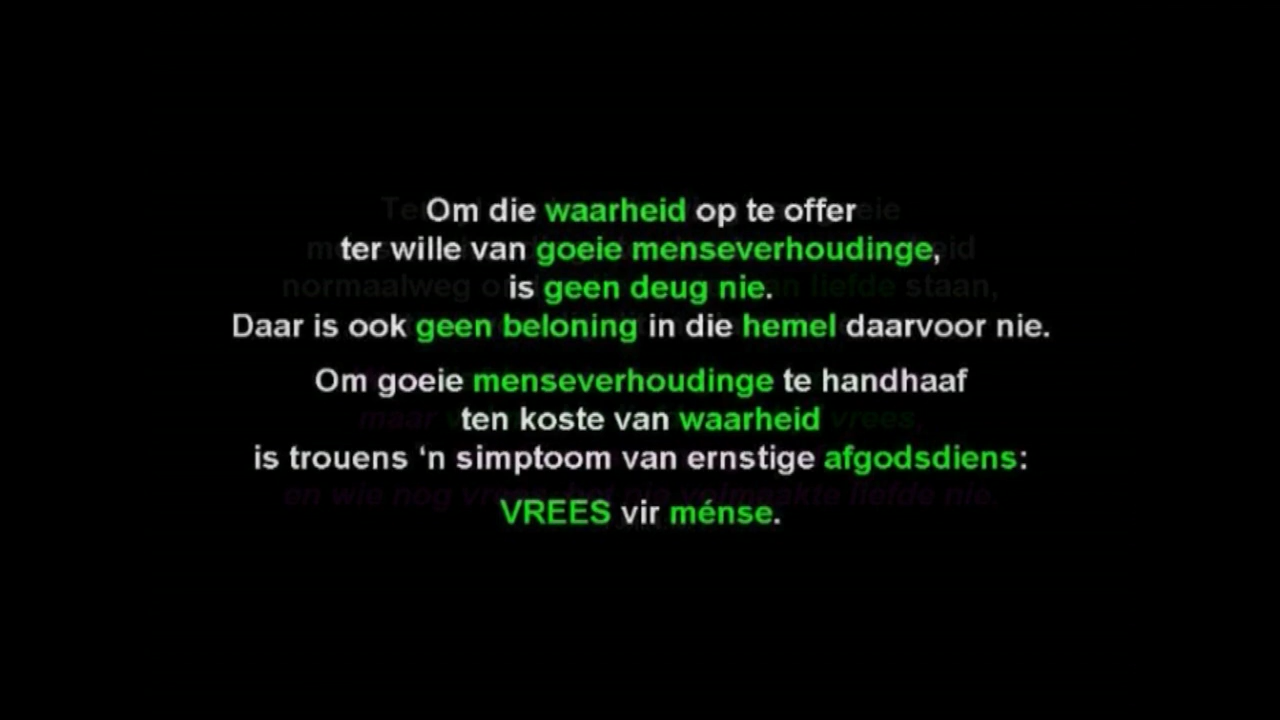 Om die waarheid op te offer
ter wille van goeie menseverhoudinge,
is geen deug nie.
Daar is ook geen beloning in die hemel daarvoor nie.
Om goeie menseverhoudinge te handhaaf
ten koste van waarheid
is trouens ‘n simptoom van ernstige afgodsdiens:
VREES vir ménse.